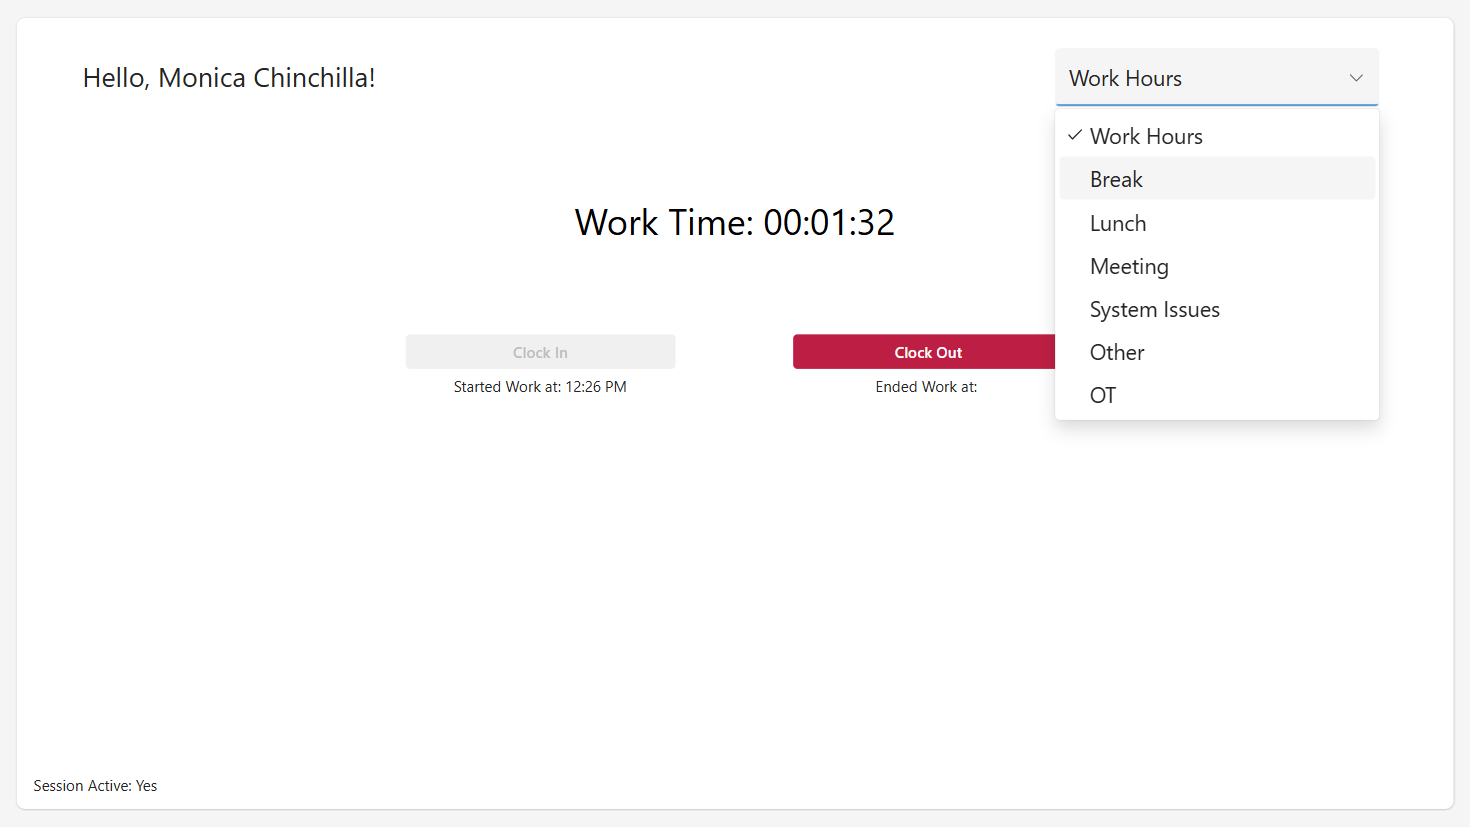 Hello, Monica Chinchilla!
Work Hours
Work Hours
Break
Lunch
Meeting
System Issues
Other
OT
Work Time: 00:01:32
Clock In
Started Work at: 12:26 PM
Clock Out
Ended Work at:
Session Active: Yes